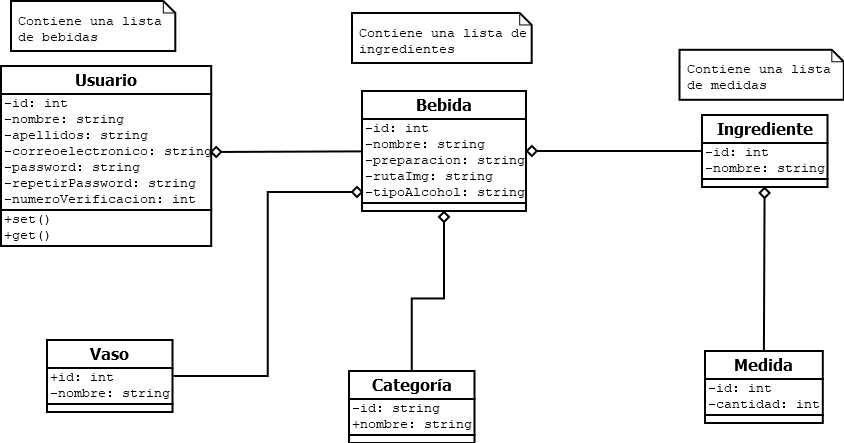 Contiene una lista
de bebidas
Contiene una lista de
ingredientes
Contiene una lista
de medidas
Usuario
-id: int
-nombre: string
-apellidos: string
-correoelectronico: string
-password: string
-repetirPassword: string
-numeroVerificacion: int
+set()
+get()
Bebida
-id: int
-nombre: string
-preparacion: string
-rutaImg: string
-tipoAlcohol: string
Ingrediente
-id: int
-nombre: string
Vaso
+id: int
-nombre: string
Categoría
-id: string
+nombre: string
Medida
-id: int
-cantidad: int